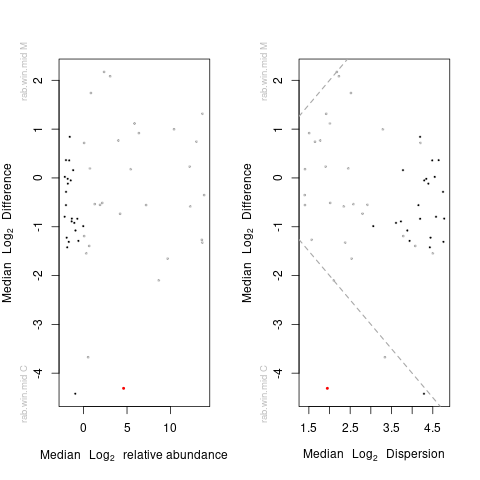 rab.win.mid M
rab.win.mid C
Median Log2 Difference
2
1
0
-1
-2
-3
-4
0 5 10
Median Log2 relative abundance
rab.win.mid M
rab.win.mid C
Median Log2 Difference
2
1
0
-1
-2
-3
-4
1.5 2.5 3.5 4.5
Median Log2 Dispersion